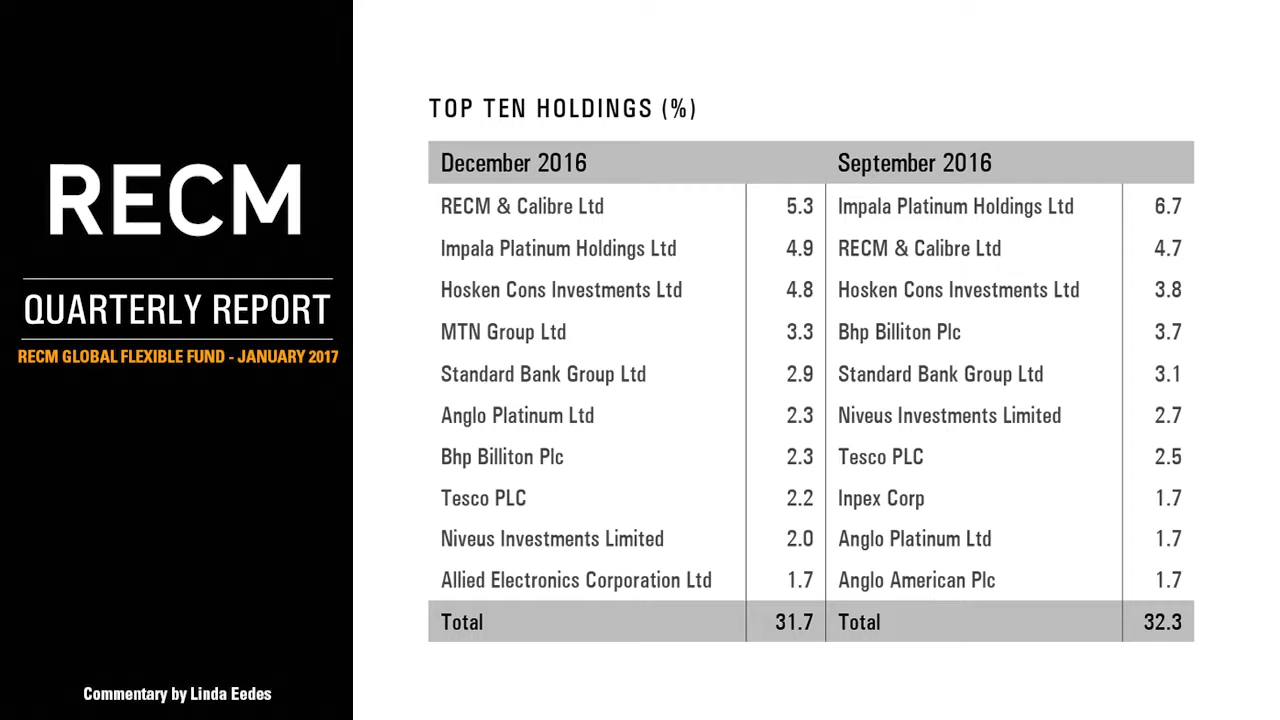 RECM
QUARTERLY REPORT
RECM GLOBAL FLEXIBLE FUND - JANUARY 2017
Commentary by Linda Eedes
TOP TEN HOLDINGS (%)
December 2016 September 2016
RECM & Calibre Ltd 5.3 Impala Platinum Holdings Ltd 6.7
Impala Platinum Holdings Ltd 4.9 RECM & Calibre Ltd 4.7
Hosken Cons Investments Ltd 4.8 Hosken Cons Investments Ltd 3.8
MTN Group Ltd 3.3 Bhp Billiton Plc 3.7
Standard Bank Group Ltd 2.9 Standard Bank Group Ltd 3.1
Anglo Platinum Ltd 2.3 Niveus Investments Limited 2.7
Bhp Billiton Plc 2.3 Tesco PLC 2.5
Tesco PLC 2.2 Inpex Corp 1.7
Niveus Investments Limited 2.0 Anglo Platinum Ltd 1.7
Allied Electronics Corporation Ltd 1.7 Anglo American Plc 1.7
Total 31.7 Total 32.3